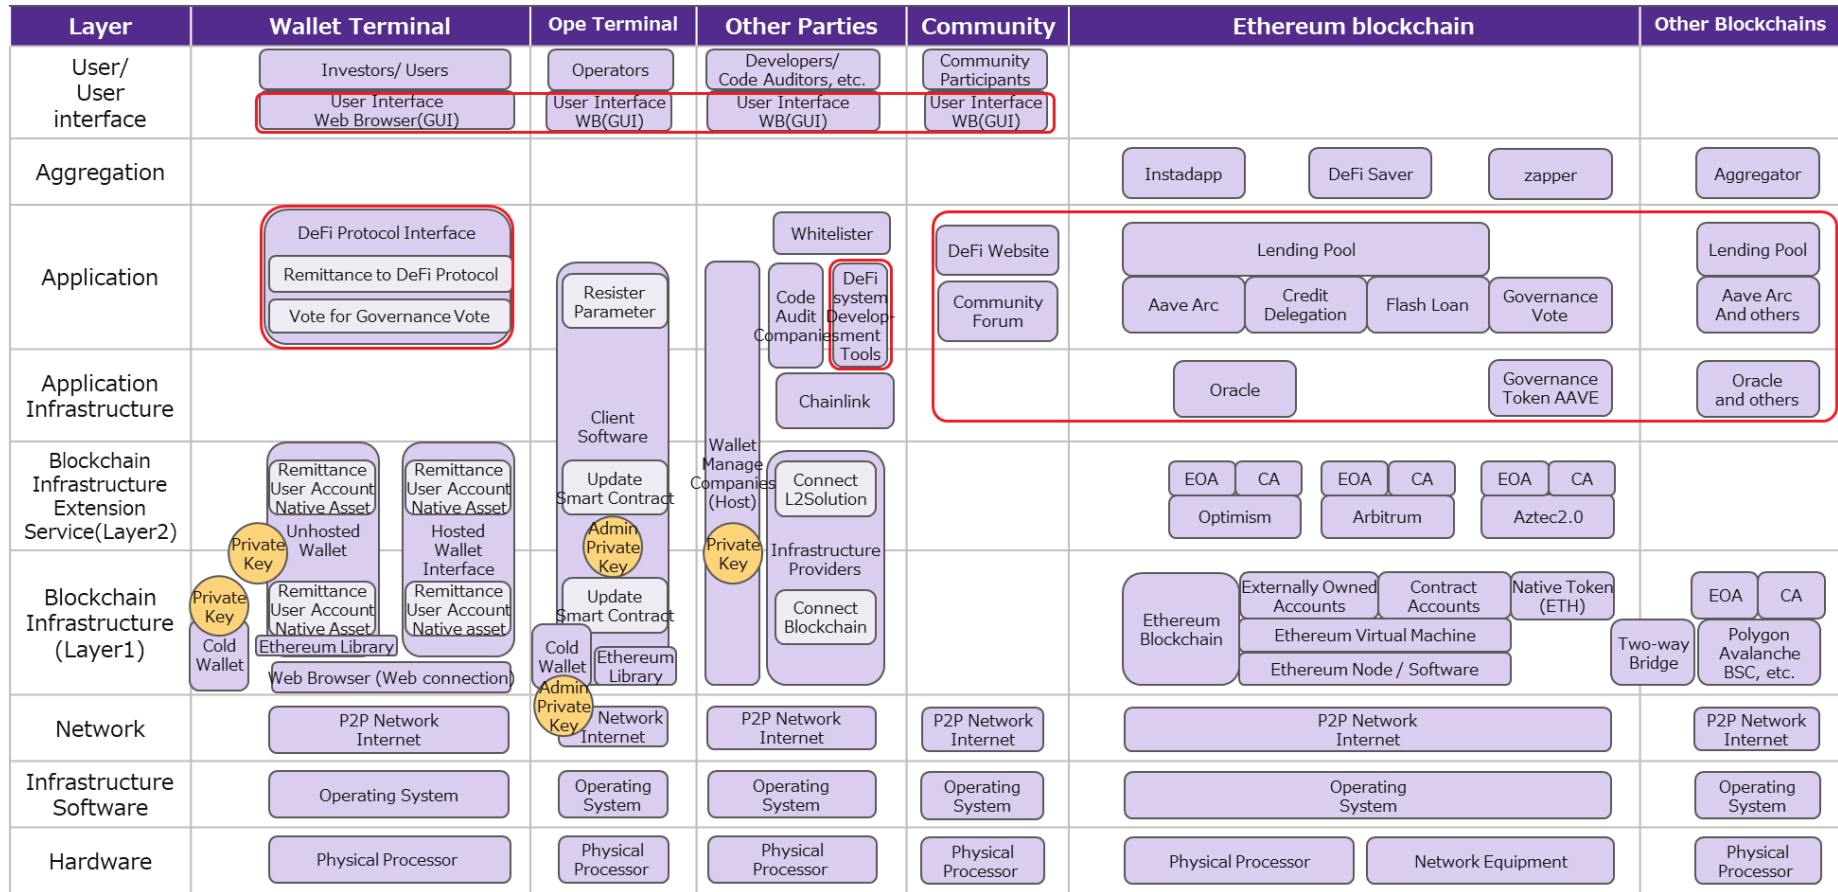 Layer
Wallet Terminal
Ope Terminal
Other Parties
Community
Ethereum blockchain
Other Blockchains
User/
User
interface
Investors/ Users
User Interface
Web Browser(GUI)
Operators
User Interface
WB(GUI)
Developers/
Code Auditors, etc.
User Interface
WB(GUI)
Community
Participants
User Interface
WB(GUI)
Aggregation
Instadapp
DeFi Saver
zapper
Aggregator
Application
DeFi Protocol Interface
Remittance to DeFi Protocol
Vote for Governance Vote
Resister
Parameter
Whitelister
Code
Audit
Companies
DeFi
system
Develop-
ment
Tools
DeFi Website
Community
Forum
Lending Pool
Aave Arc
Credit
Delegation
Flash Loan
Governance
Vote
Lending Pool
Aave Arc
And others
Application
Infrastructure
Client
Software
Chainlink
Oracle
Governance
Token AAVE
Oracle
and others
Blockchain
Infrastructure
Extension
Service(Layer2)
Remittance
User Account
Native Asset
Unhosted
Wallet
Private
Key
Remittance
User Account
Native Asset
Hosted
Wallet
Interface
Update
Smart Contract
Admin
Private
Key
Wallet
Manage
Companies
(Host)
Private
Key
Connect
L2Solution
Infrastructure
Providers
EOA
CA
Optimism
EOA
CA
Arbitrum
EOA
CA
Aztec2.0
Blockchain
Infrastructure
(Layer1)
Private
Key
Cold
Wallet
Remittance
User Account
Native Asset
Ethereum Library
Remittance
User Account
Native asset
Web Browser (Web connection)
Update
Smart Contract
Cold
Wallet
Ethereum
Library
Admin
Private
Key
Connect
Blockchain
Ethereum
Blockchain
Externally Owned
Accounts
Contract
Accounts
Native Token
(ETH)
Ethereum Virtual Machine
Ethereum Node / Software
Two-way
Bridge
EOA
CA
Polygon
Avalanche
BSC, etc.
Network
P2P Network
Internet
Network
Internet
P2P Network
Internet
P2P Network
Internet
P2P Network
Internet
P2P Network
Internet
Infrastructure
Software
Operating System
Operating
System
Operating
System
Operating
System
Operating
System
Operating
System
Hardware
Physical Processor
Physical
Processor
Physical
Processor
Physical
Processor
Physical Processor
Network Equipment
Physical
Processor